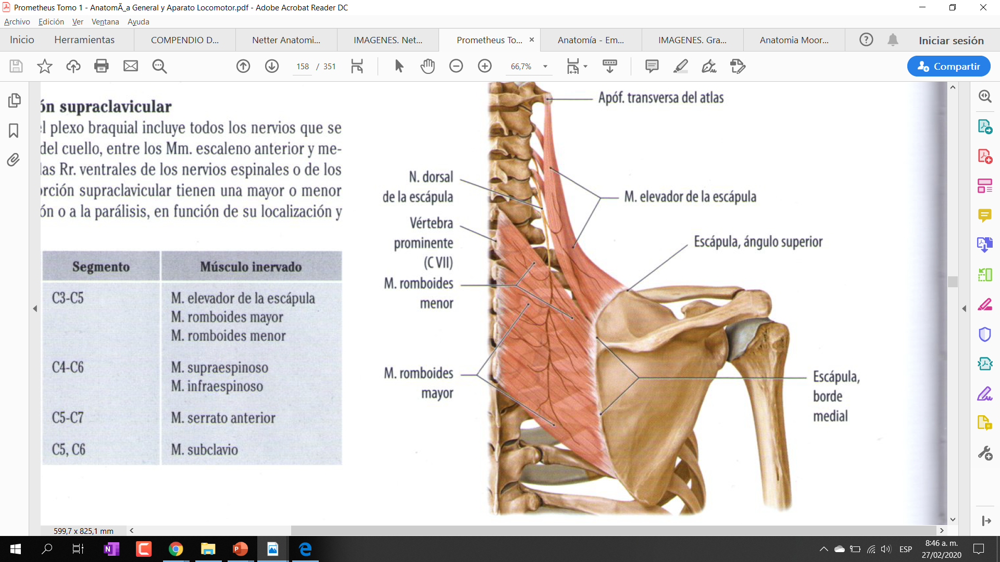 Prometheus Tomo 1 - AnatomÃ_a General y Aparato Locomotor.pdf - Adobe Acrobat Reader DC
Archivo Edición Ver Ventana Ayuda
Inicio Herramientas COMPENDIO D... Netter Anatomi... IMAGENES. Net... Prometheus To... Anatomía - Em... IMAGENES. Gra... Anatomia Moor... Iniciar sesión
158 / 351 66,7% Compartir
ón supraclavicular
el plexo braquial incluye todos los nervios que se
del cuello, entre los Mm. escaleno anterior y me-
las Rr. ventrales de los nervios espinales o de los
orción supraclavicular tienen una mayor o menor
ón o a la parálisis, en función de su localización y
Segmento Músculo inervado
C3-C5 M. elevador de la escápula
M. romboides mayor
M. romboides menor
C4-C6 M. supraespinoso
M. infraespinoso
C5-C7 M. serrato anterior
C5, C6 M. subclavio
Apóf. transversa del atlas
N. dorsal
de la escápula
M. elevador de la escápula
Vértebra
prominente
(C VII)
Escápula, ángulo superior
M. romboides
menor
M. romboides
mayor
Escápula,
borde
medial
599,7 x 825,1 mm
ESP
8:46 a. m.
27/02/2020